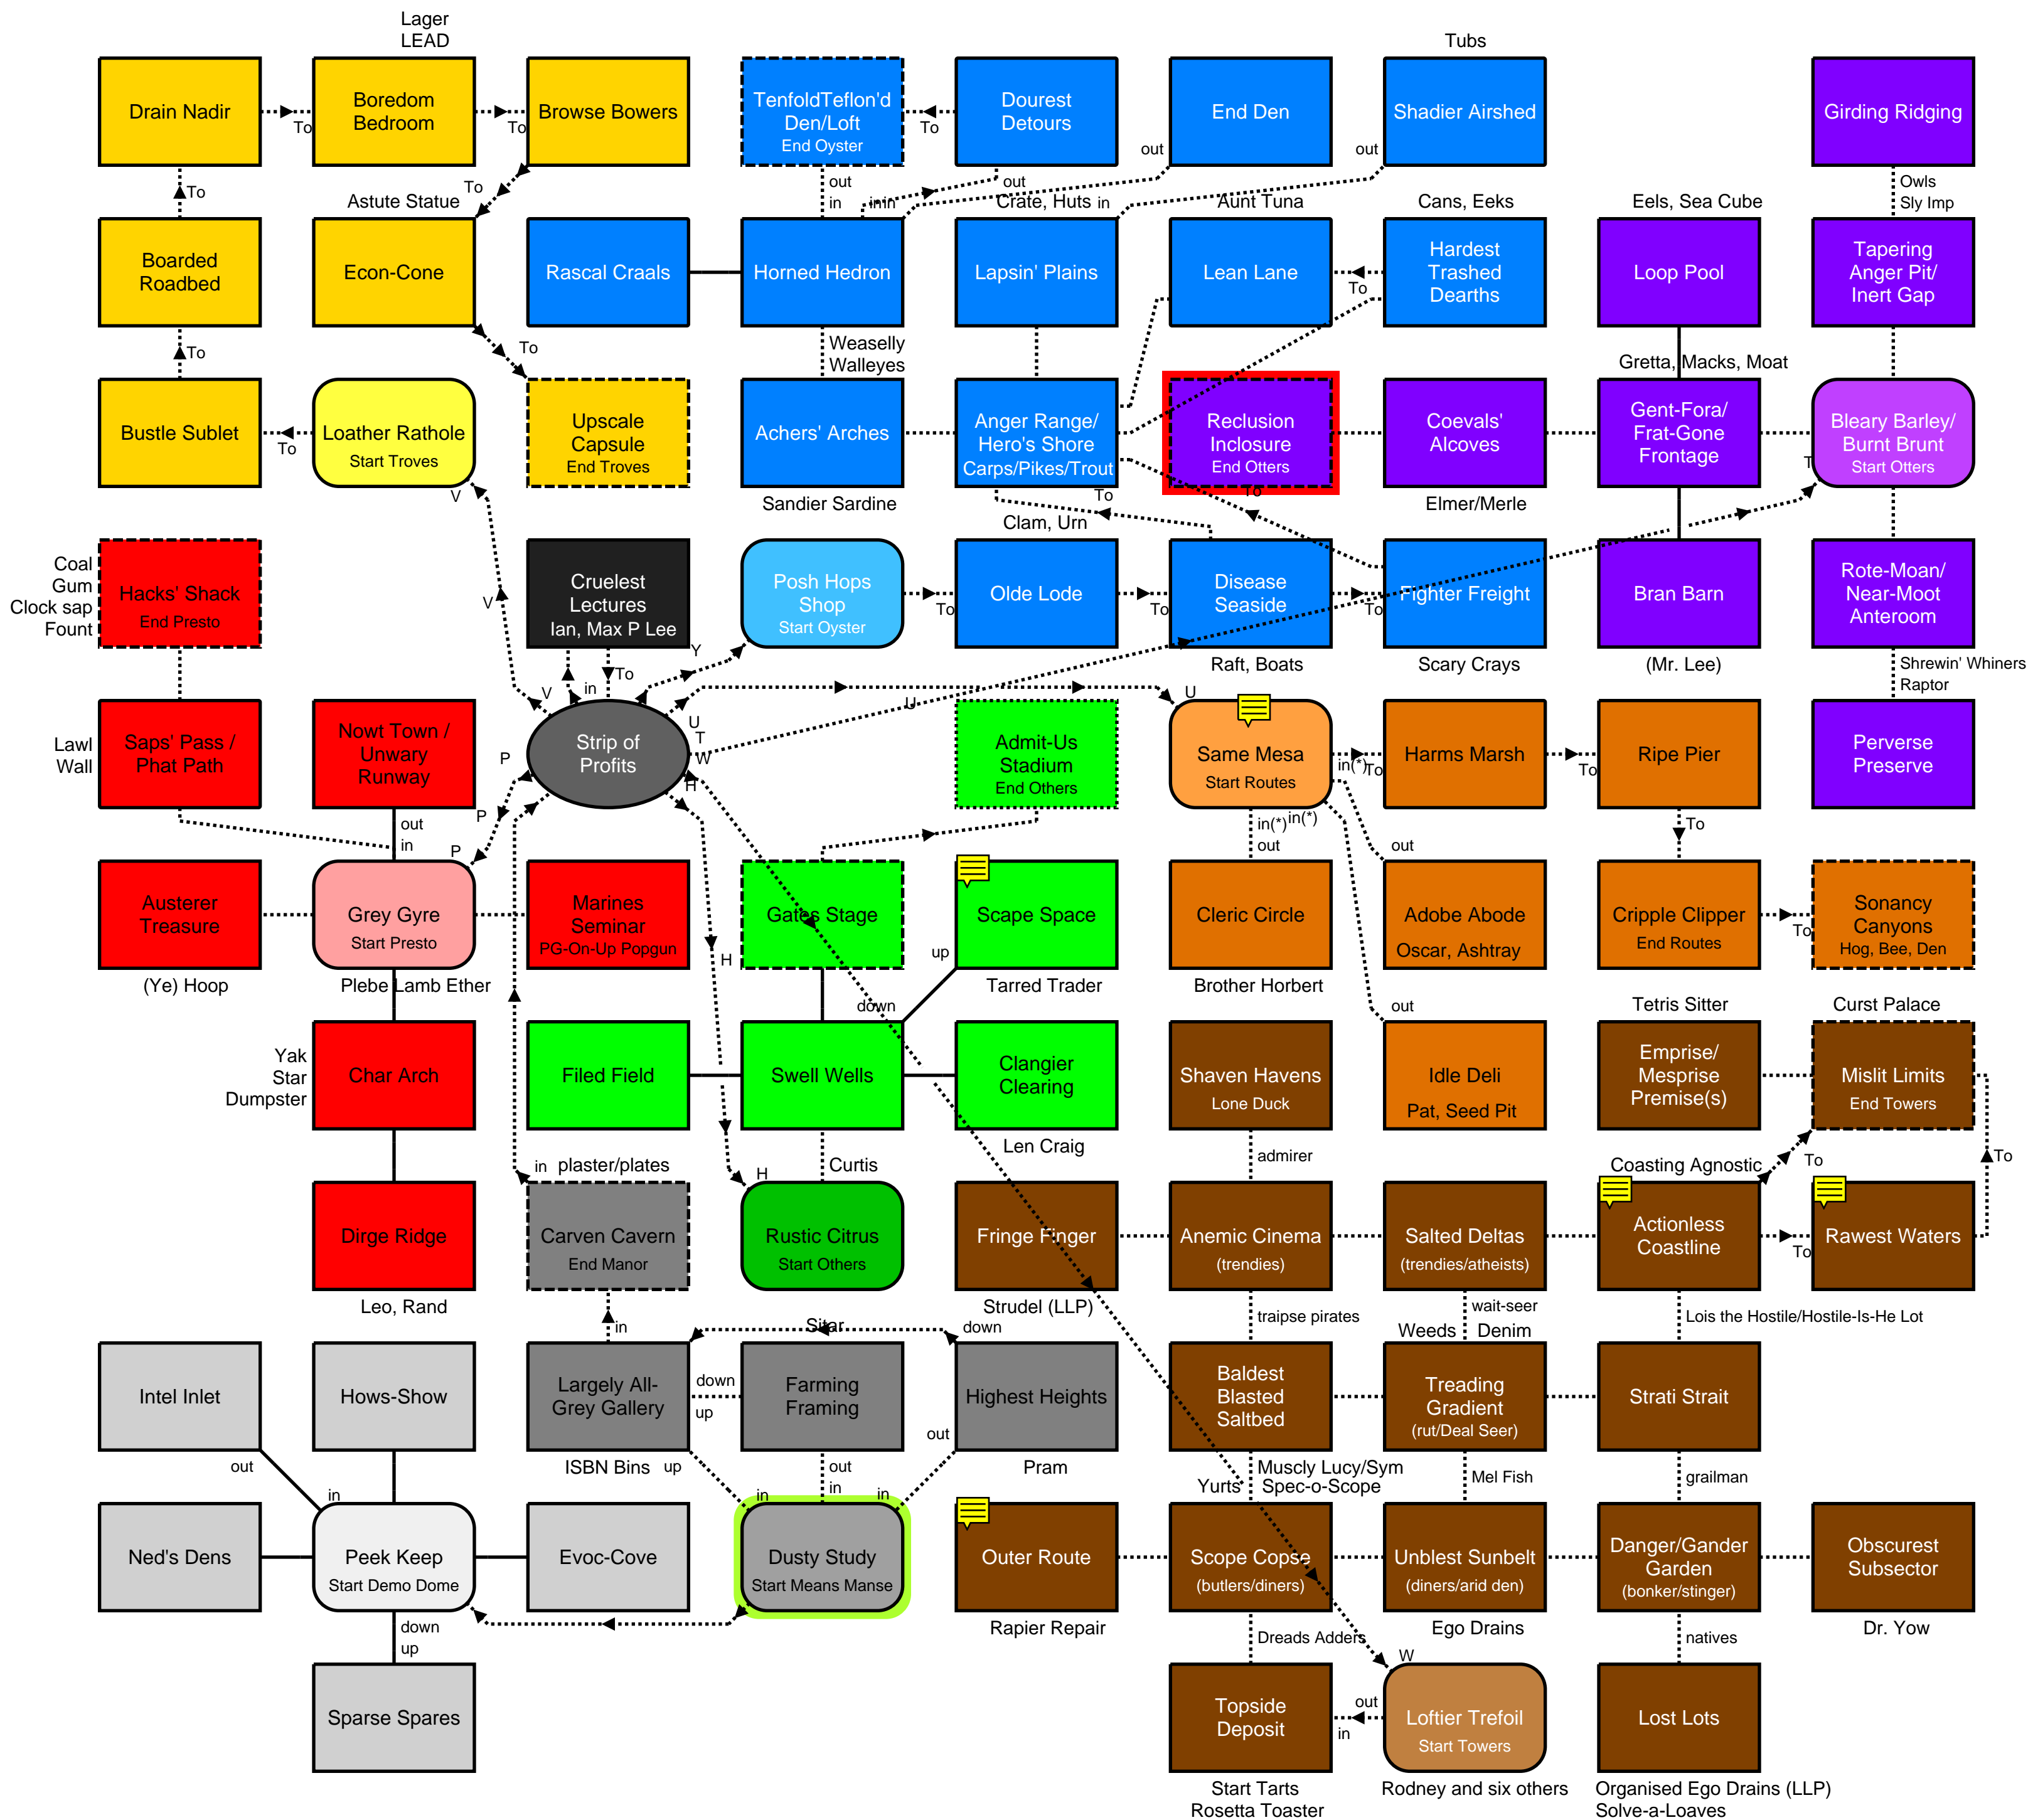 Lager
LEAD
Tubs
Drain Nadir
To
Boredom
Bedroom
To
Browse Bowers
TenfoldTeflon'd
Den/Loft
End Oyster
To
Dourest
Detours
End Den
Shadier Airshed
Girding Ridging
out
out
To
Astute Statue
To
out
in
in
in
out
Crate, Huts
in
Aunt Tuna
Cans, Eeks
Eels, Sea Cube
Owls
Sly Imp
Boarded
Roadbed
Econ-Cone
Rascal Craals
Horned Hedron
Lapsin' Plains
Lean Lane
To
Hardest
Trashed
Dearths
Loop Pool
Tapering
Anger Pit/
Inert Gap
To
To
Weaselly
Walleyes
Gretta, Macks, Moat
Bustle Sublet
To
Loather Rathole
Start Troves
Upscale
Capsule
End Troves
Achers' Arches
Anger Range/
Hero's Shore
Carps/Pikes/Trout
Reclusion
Inclosure
End Otters
Coevals'
Alcoves
Gent-Fora/
Frat-Gone
Frontage
Bleary Barley/
Burnt Brunt
Start Otters
T
V
Sandier Sardine
To
Clam, Urn
To
Elmer/Merle
Coal
Gum
Clock sap
Fount
Hacks' Shack
End Presto
V
Cruelest
Lectures
Ian, Max P Lee
Posh Hops
Shop
Start Oyster
To
Olde Lode
To
Disease
Seaside
To
Fighter Freight
Bran Barn
Rote-Moan/
Near-Moot
Anteroom
Y
To
in
V
Raft, Boats
Scary Crays
(Mr. Lee)
Shrewin' Whiners
Raptor
Lawl
Wall
Saps' Pass /
Phat Path
Nowt Town /
Unwary
Runway
P
Strip of
Profits
U
T
W
H
U
U
Admit-Us
Stadium
End Others
Same Mesa
Start Routes
in(*)
To
Harms Marsh
To
Ripe Pier
Perverse
Preserve
out
in
P
P
in(*)
in(*)
out
out
To
Austerer
Treasure
Grey Gyre
Start Presto
Marines
Seminar
PG-On-Up Popgun
Gates Stage
Scape Space
Cleric Circle
Adobe Abode
Oscar, Ashtray
Cripple Clipper
End Routes
To
Sonancy
Canyons
Hog, Bee, Den
H
up
down
(Ye) Hoop
Plebe Lamb Ether
Tarred Trader
Brother Horbert
out
Tetris Sitter
Curst Palace
Yak
Star
Dumpster
Char Arch
Filed Field
Swell Wells
Clangier
Clearing
Shaven Havens
Lone Duck
Idle Deli
Pat, Seed Pit
Emprise/
Mesprise
Premise(s)
Mislit Limits
End Towers
in
plaster/plates
H
Curtis
Len Craig
admirer
Coasting Agnostic
To
To
Dirge Ridge
Carven Cavern
End Manor
Rustic Citrus
Start Others
Fringe Finger
Anemic Cinema
(trendies)
Salted Deltas
(trendies/atheists)
Actionless
Coastline
To
Rawest Waters
Leo, Rand
in
Sitar
down
Strudel (LLP)
traipse pirates
wait-seer
Weeds
Denim
Lois the Hostile/Hostile-Is-He Lot
Intel Inlet
Hows-Show
Largely All-
Grey Gallery
down
up
Farming
Framing
Highest Heights
Baldest
Blasted
Saltbed
Treading
Gradient
(rut/Deal Seer)
Strati Strait
out
in
ISBN Bins
up
in
out
in
in
out
Pram
Yurts
Muscly Lucy/Sym
Spec-o-Scope
Mel Fish
grailman
Ned's Dens
Peek Keep
Start Demo Dome
Evoc-Cove
Dusty Study
Start Means Manse
Outer Route
Scope Copse
(butlers/diners)
Unblest Sunbelt
(diners/arid den)
Danger/Gander
Garden
(bonker/stinger)
Obscurest
Subsector
down
up
Rapier Repair
Dreads Adders
Ego Drains
W
natives
Dr. Yow
Sparse Spares
Topside
Deposit
out
in
Loftier Trefoil
Start Towers
Lost Lots
Start Tarts
Rosetta Toaster
Rodney and six others
Organised Ego Drains (LLP)
Solve-a-Loaves